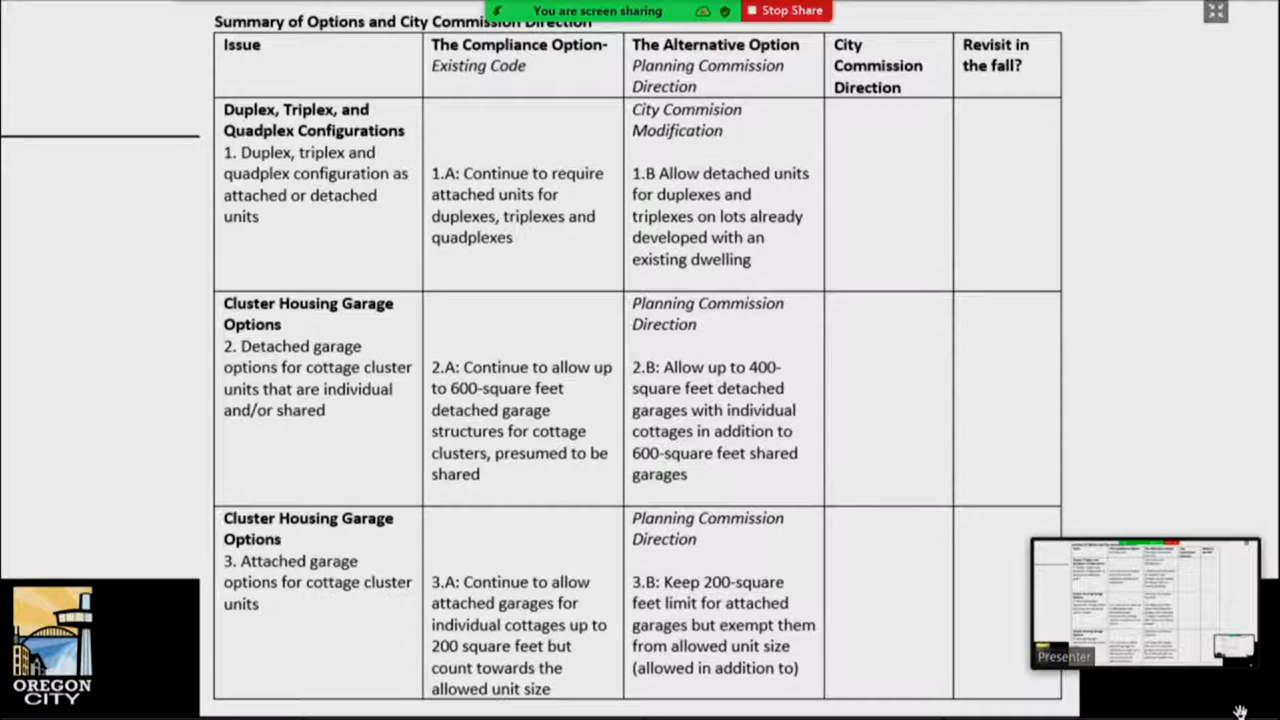 You are screen sharing
Stop Share
Summary of Options and City Commission Direction
Issue
The Compliance Option-
Existing Code
The Alternative Option
Planning Commission
Direction
City
Commission
Direction
Revisit in
the fall?
Duplex, Triplex, and
Quadplex Configurations
1. Duplex, triplex and
quadplex configuration as
attached or detached
units
1.A: Continue to require
attached units for
duplexes, triplexes and
quadplexes
City Commision
Modification
1.B Allow detached units
for duplexes and
triplexes on lots already
developed with an
existing dwelling
Cluster Housing Garage
Options
2. Detached garage
options for cottage cluster
units that are individual
and/or shared
2.A: Continue to allow up
to 600-square feet
detached garage
structures for cottage
clusters, presumed to be
shared
Planning Commission
Direction
2.B: Allow up to 400-
square feet detached
garages with individual
cottages in addition to
600-square feet shared
garages
Cluster Housing Garage
Options
3. Attached garage
options for cottage cluster
units
3.A: Continue to allow
attached garages for
individual cottages up to
200 square feet but
count towards the
allowed unit size
Planning Commission
Direction
3.B: Keep 200-square
feet limit for attached
garages but exempt them
from allowed unit size
(allowed in addition to)
Presenter
OREGON
CITY